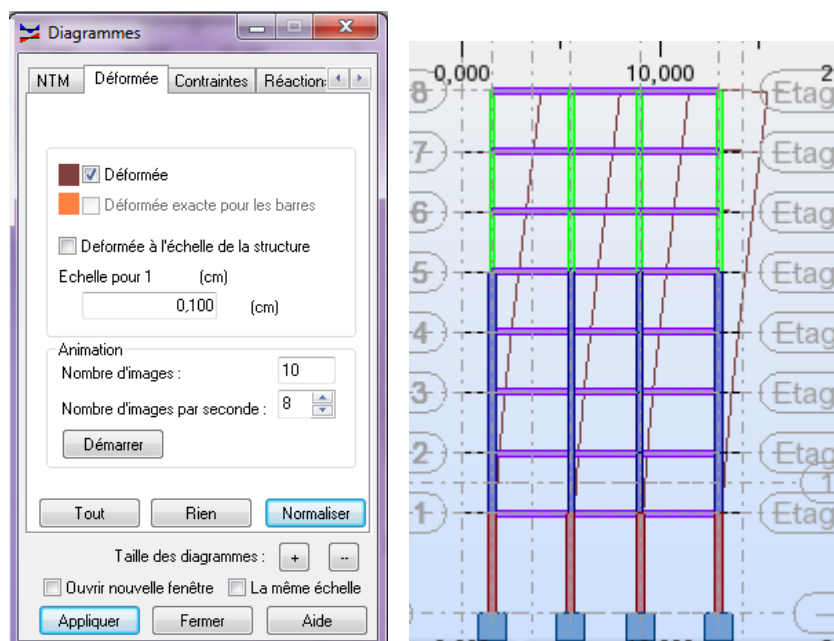 Diagrammes
NTM Déformée Contraintes Réaction
Déformée
Déformée exacte pour les barres
Deformée à l'échelle de la structure
Echelle pour 1 (cm)
0,100 (cm)
Animation
Nombre d'images : 10
Nombre d'images par seconde : 8
Démarrer
Tout Rien Normaliser
Taille des diagrammes : + --
Ouvrir nouvelle fenêtre La même échelle
Appliquer Fermer Aide
-0,000 10,000 2
8 Etag
7 Etag
6 Etag
5 Etag
4 Etag
3 Etag
2 Etag
1
1 Etag